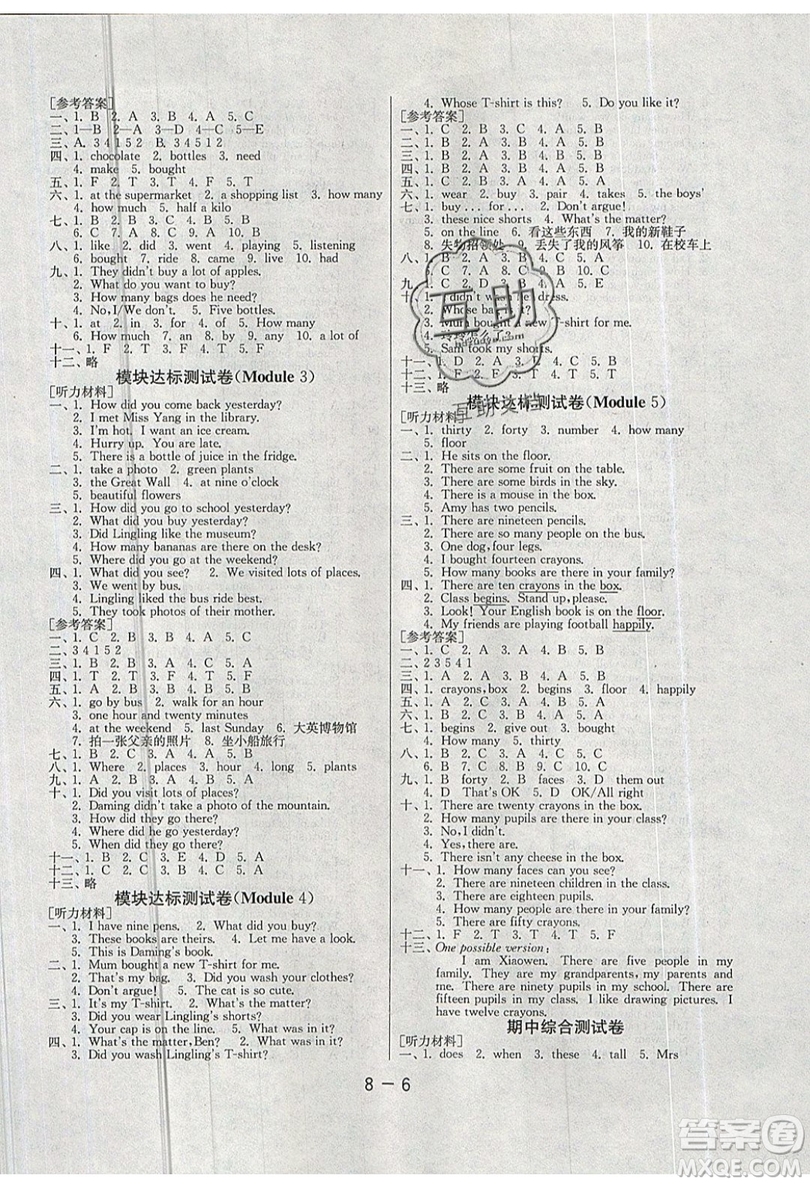 [参考答案]
一、1. B 2. A 3. B 4. A 5. C
二、1—B 2—A 3—D 4—C 5—E
三、A. 3 4 1 5 2 B. 3 4 5 1 2
四、1. chocolate 2. bottles 3. need
4. make 5. bought
五、1. F 2. T 3. F 4. T 5. T
六、1. at the supermarket 2. a shopping list 3. how many
4. how much 5. half a kilo
七、1. B 2. B 3. C 4. B 5. B
6. C 7. A 8. B 9. B 10. A
八、1. like 2. did 3. went 4. playing 5. listening
6. bought 7. ride 8. came 9. live 10. had
九、1. They didn't buy a lot of apples.
2. What do you want to buy?
3. How many bags does he need?
4. No, I/We don't. 5. Five bottles.
十、1. at 2. in 3. for 4. of 5. How many
6. How much 7. an 8. by 9. any 10. a lot of
十一、1. F 2. F 3. T 4. F 5. F
十二、略
模块达标测试卷(Module 3)
[听力材料]
一、1. How did you come back yesterday?
2. I met Miss Yang in the library.
3. I'm hot. I want an ice cream.
4. Hurry up. You are late.
5. There is a bottle of juice in the fridge.
二、1. take a photo 2. green plants
3. the Great Wall 4. at nine o'clock
5. beautiful flowers
三、1. How did you go to school yesterday?
2. What did you buy yesterday?
3. Did Lingling like the museum?
4. How many bananas are there on the desk?
5. What did you do yesterday?
四、1. What did you see? 2. We visited lots of places.
3. We went by bus.
4. Lingling liked the bus ride best.
5. They took photos of their mother.
[参考答案]
一、1. C 2. B 3. A 4. A 5. B
二、3 4 1 5 2
三、1. B 2. B 3. A 4. B 5. A
四、1. T 2. T 3. F 4. T 5. F
五、1. A 2. B 3. A 4. B 5. B
六、1. go by bus 2. walk for an hour
3. one hour and twenty minutes
4. at the weekend 5. last Sunday 6. 大英博物馆
7. 拍一张父亲的照片 8. 坐小船旅行
七、1. B 2. C 3. B 4. C 5. A
八、1. Where 2. places 3. hour 4. long 5. plants
九、1. A 2. B 3. A 4. B 5. A
十、1. Did you visit lots of places?
2. Daming didn't take a photo of the mountain.
3. How did they go there?
4. Where did he go yesterday?
5. When did they go there?
十一、1. B 2. C 3. E 4. D 5. A
十二、1. C 2. C 3. A 4. C 5. A
十三、略
模块达标测试卷(Module 4)
[听力材料]
一、1. I have nine pens. 2. What did you buy?
3. These books are theirs. 4. Let me have a look.
5. This is Daming's book.
二、1. Mum bought a new T-shirt for me.
2. That's my bag. 3. Did you wash your clothes?
4. Don't argue! 5. The cat is so cute.
三、1. It's my T-shirt. 2. What's the matter?
3. Did you wear Lingling's shorts?
4. Your cap is on the line. 5. What's wrong?
四、1. What's the matter, Ben? 2. What did you do?
3. Did you wash Lingling's T-shirt?
4. Whose T-shirt is this? 5. Do you like it?
[参考答案]
一、1. C 2. B 3. C 4. A 5. B
二、1. A 2. B 3. B 4. A 5. A
三、1. C 2. A 3. B 4. A 5. B
四、1. B 2. B 3. A 4. B 5. B
五、1. C 2. C 3. B 4. C 5. C
六、1. wear 2. buy 3. pair 4. takes 5. the boys'
七、1. buy . . . for . . . 2. Don't argue!
3. these nice shorts 4. What's the matter?
5. on the line 6. 看这些东西 7. 我的新鞋子
8. 失物招领处 9. 丢失了我的风筝 10. 在校车上
八、1. B 2. A 3. C 4. A 5. B
6. C 7. A 8. C 9. B 10. C
九、1. B 2. D 3. C 4. A 5. E
十、1. I didn't wash the dress.
2. Whose
3. Mum bought a new T-shirt for me.
4. 玲玲怎么了?
5. Sam took my shorts.
十一、1. D 2. A 3. B 4. C 5. A
十二、略
模块达标测试卷(Module 5)
[听力材料]
一、1. thirty 2. forty 3. number 4. how many
5. floor
二、1. He sits on the floor.
2. There are some fruit on the table.
3. There are some birds in the sky.
4. There is a mouse in the box.
5. Amy has two pencils.
三、1. There are nineteen pencils.
2. There are so many people on the bus.
3. One dog, four legs.
4. I bought fourteen crayons.
5. How many books are there in your family?
四、1. There are ten crayons in the box.
2. Class begins. Stand up, please.
3. Look! Your English book is on the floor.
4. My friends are playing football happily.
[参考答案]
一、1. C 2. A 3. B 4. A 5. B
二、2 3 5 4 1
三、1. A 2. B 3. B 4. A 5. B
四、1. crayons, box 2. begins 3. floor 4. happily
五、1. A 2. B 3. A 4. A 5. A
六、1. B 2. C 3. C 4. B 5. A
七、1. begins 2. give out 3. bought
4. How many 5. thirty
八、1. B 2. C 3. A 4. C 5. B
6. A 7. B 8. C 9. C 10. B
九、1. B forty 2. B faces 3. D them out
4. D That's OK 5. D OK/All right
十、1. There are twenty crayons in the box.
2. How many pupils are there in your class?
3. No, I didn't.
4. How many books did you buy?
5. There isn't any cheese in the box.
十一、1. How many faces can you see?
2. There are nineteen children in the class.
3. There are eighteen pupils.
4. How many people are there in your family?
5. There are fifty crayons.
十二、1. F 2. T 3. T 4. T 5. F
十三、One possible version:
I am Xiaowen. There are five people in my
family. They are my grandparents, my parents and
me. There are ninety pupils in my school. There are
fifteen pupils in my class. I like drawing pictures. I
have twelve crayons.
期中综合测试卷
[听力材料]
一、1. does 2. when 3. these 4. tall 5. Mrs
8－6
互助
答案圈
MXQE.COM